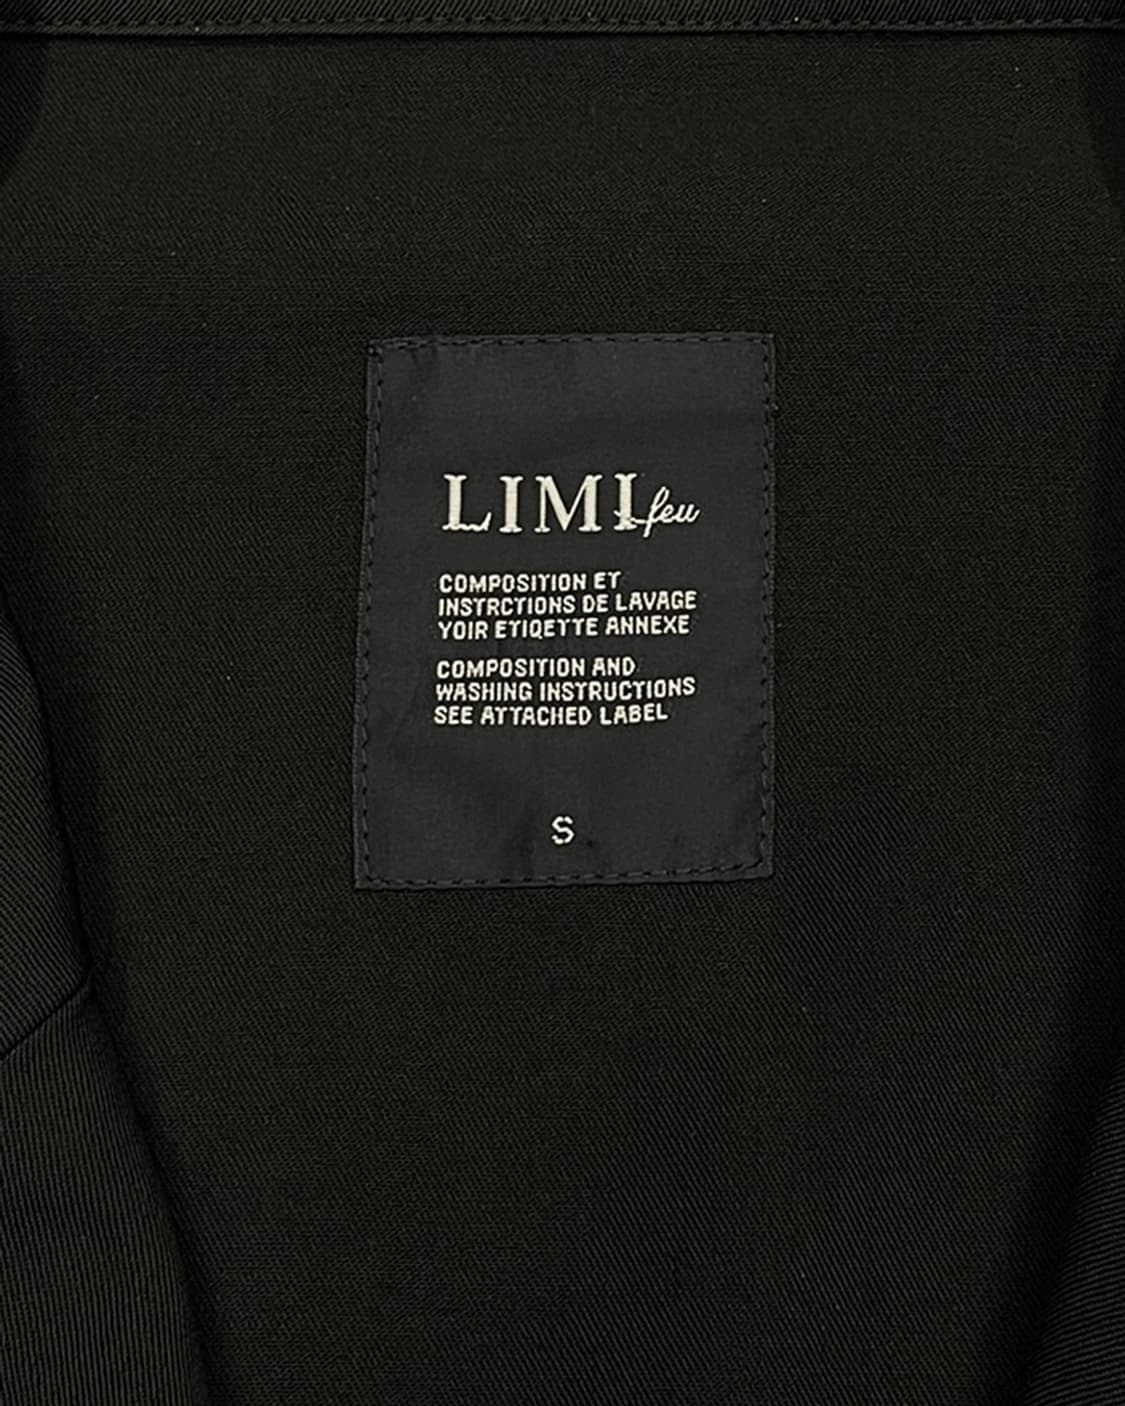 LIMI feu
COMPOSITION ET
INSTRCTIONS DE LAVAGE
YOIR ETIQETTE ANNEXE
COMPOSITION AND
WASHING INSTRUCTIONS
SEE ATTACHED LABEL
S